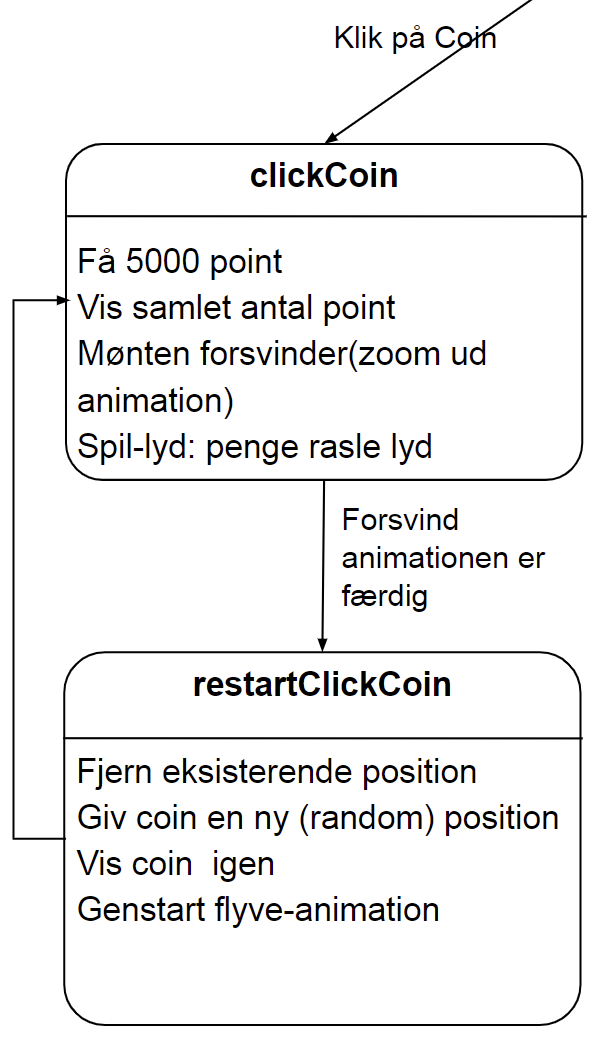 Klik på Coin
clickCoin
Få 5000 point
Vis samlet antal point
Mønten forsvinder(zoom ud
animation)
Spil-lyd: penge rasle lyd
Forsvind
animationen er
færdig
restartClickCoin
Fjern eksisterende position
Giv coin en ny (random) position
Vis coin  igen
Genstart flyve-animation